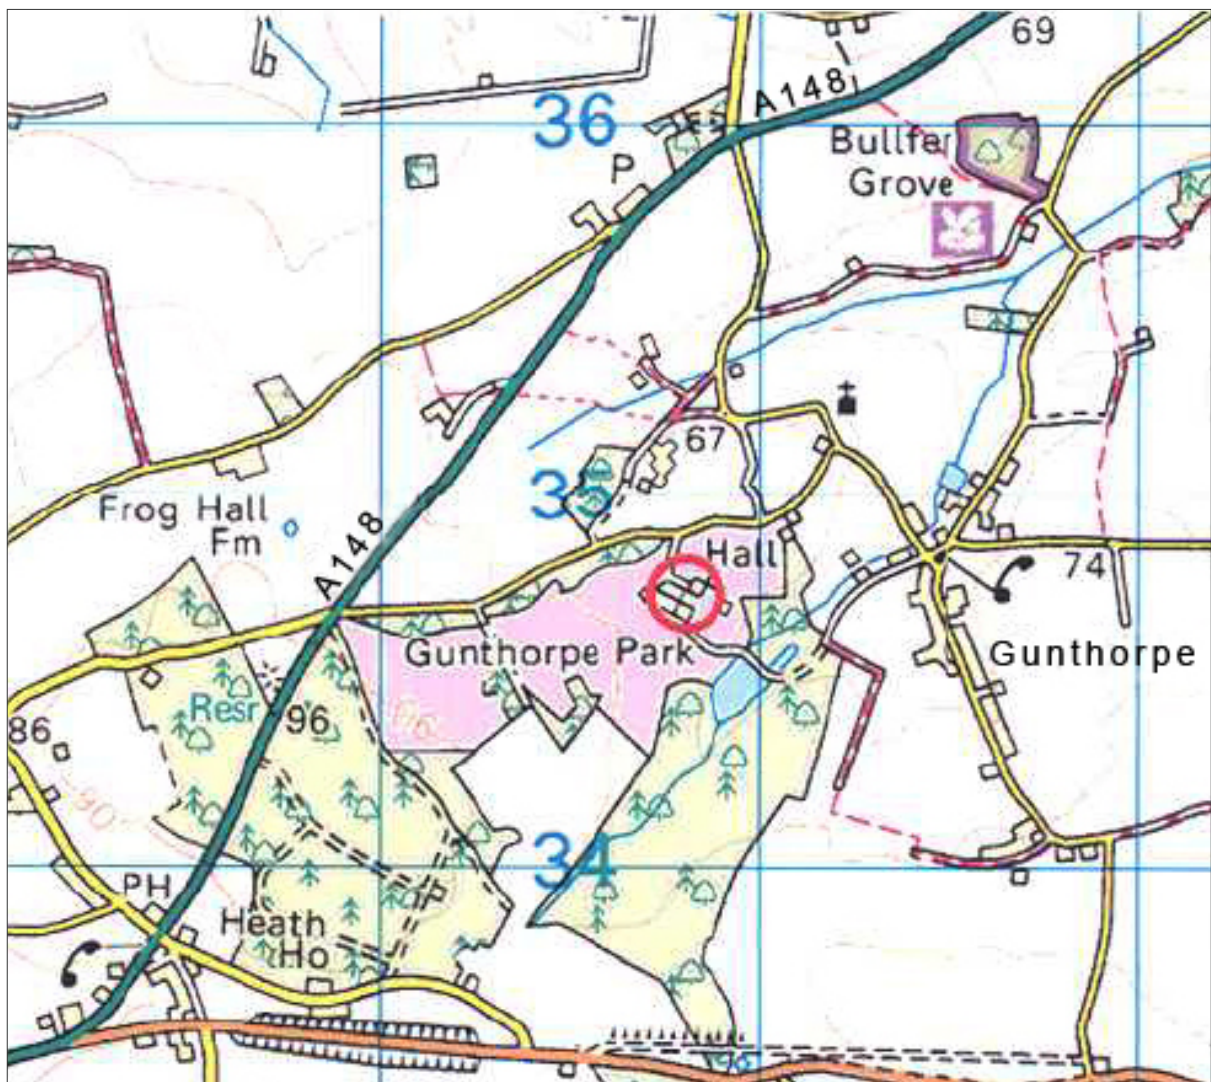 69
36
A148
Bullfer
Grove
P
67
35
Frog Hall
Fm
A148
Hall
74
Gunthorpe Park
Gunthorpe
Resr
96
86
90
80
34
PH
Heath
Ho